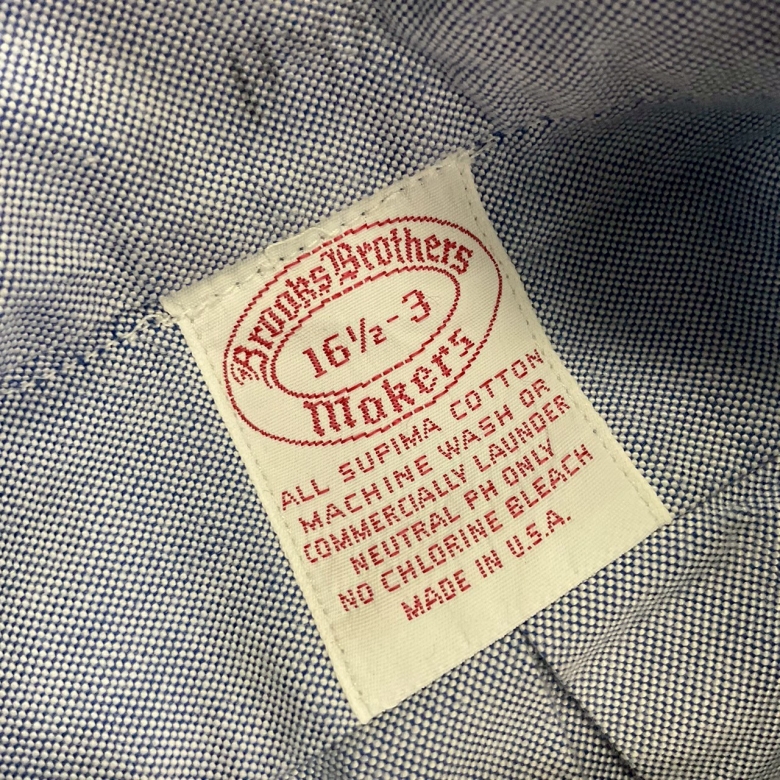 Brooks Brothers
16½-3
Makers
ALL SUPIMA COTTON
MACHINE WASH OR
COMMERCIALLY LAUNDER
NEUTRAL PH ONLY
NO CHLORINE BLEACH
MADE IN U.S.A.